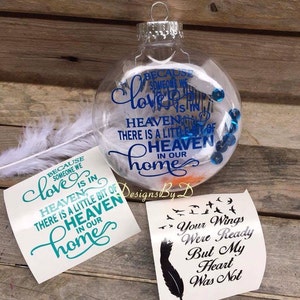 BECAUSE
SOMEONE WE
love IS IN
HEAVEN
THERE IS A LITTLE BIT OF
HEAVEN
IN OUR
home
BECAUSE
SOMEONE WE
love IS IN
HEAVEN
THERE IS A LITTLE BIT OF
HEAVEN
IN OUR
home
DesignsByD
Your Wings
Were Ready
But My
Heart
Was Not